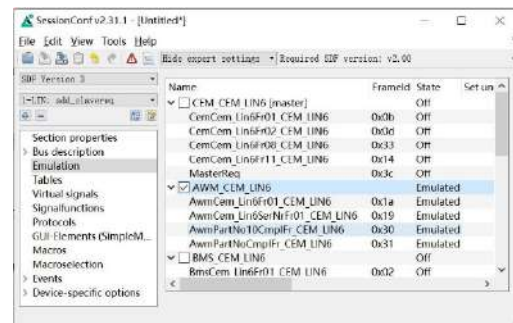 SessionConf v2.31.1 - [Untitled*]
File Edit View Tools Help
Hide expert settings Required SDF version: v2.00
SDF Version 3
Name FrameId State Set un
CEM_CEM_LIN6 [master] Off
CemCem_Lin6Fr01_CEM_LIN6 0x0b Off
CemCem_Lin6Fr02_CEM_LIN6 0x0d Off
CemCem_Lin6Fr08_CEM_LIN6 0x33 Off
CemCem_Lin6Fr11_CEM_LIN6 0x14 Off
MasterReq 0x3c Off
AWM_CEM_LIN6 Emulated
AwmCem_Lin6Fr01_CEM_LIN6 0x1a Emulated
AwmCem_Lin6SerNrFr01_CEM_LIN6 0x19 Emulated
AwmPartNo10CmplFr_CEM_LIN6 0x30 Emulated
AwmPartNoCmplFr_CEM_LIN6 0x31 Emulated
BMS_CEM_LIN6 Off
BmsCem_Lin6Fr01_CEM_LIN6 0x02 Off
Section properties
Bus description
Emulation
Tables
Virtual signals
Signalfunctions
Protocols
GUI-Elements (SimpleM...
Macros
Macroselection
Events
Device-specific options